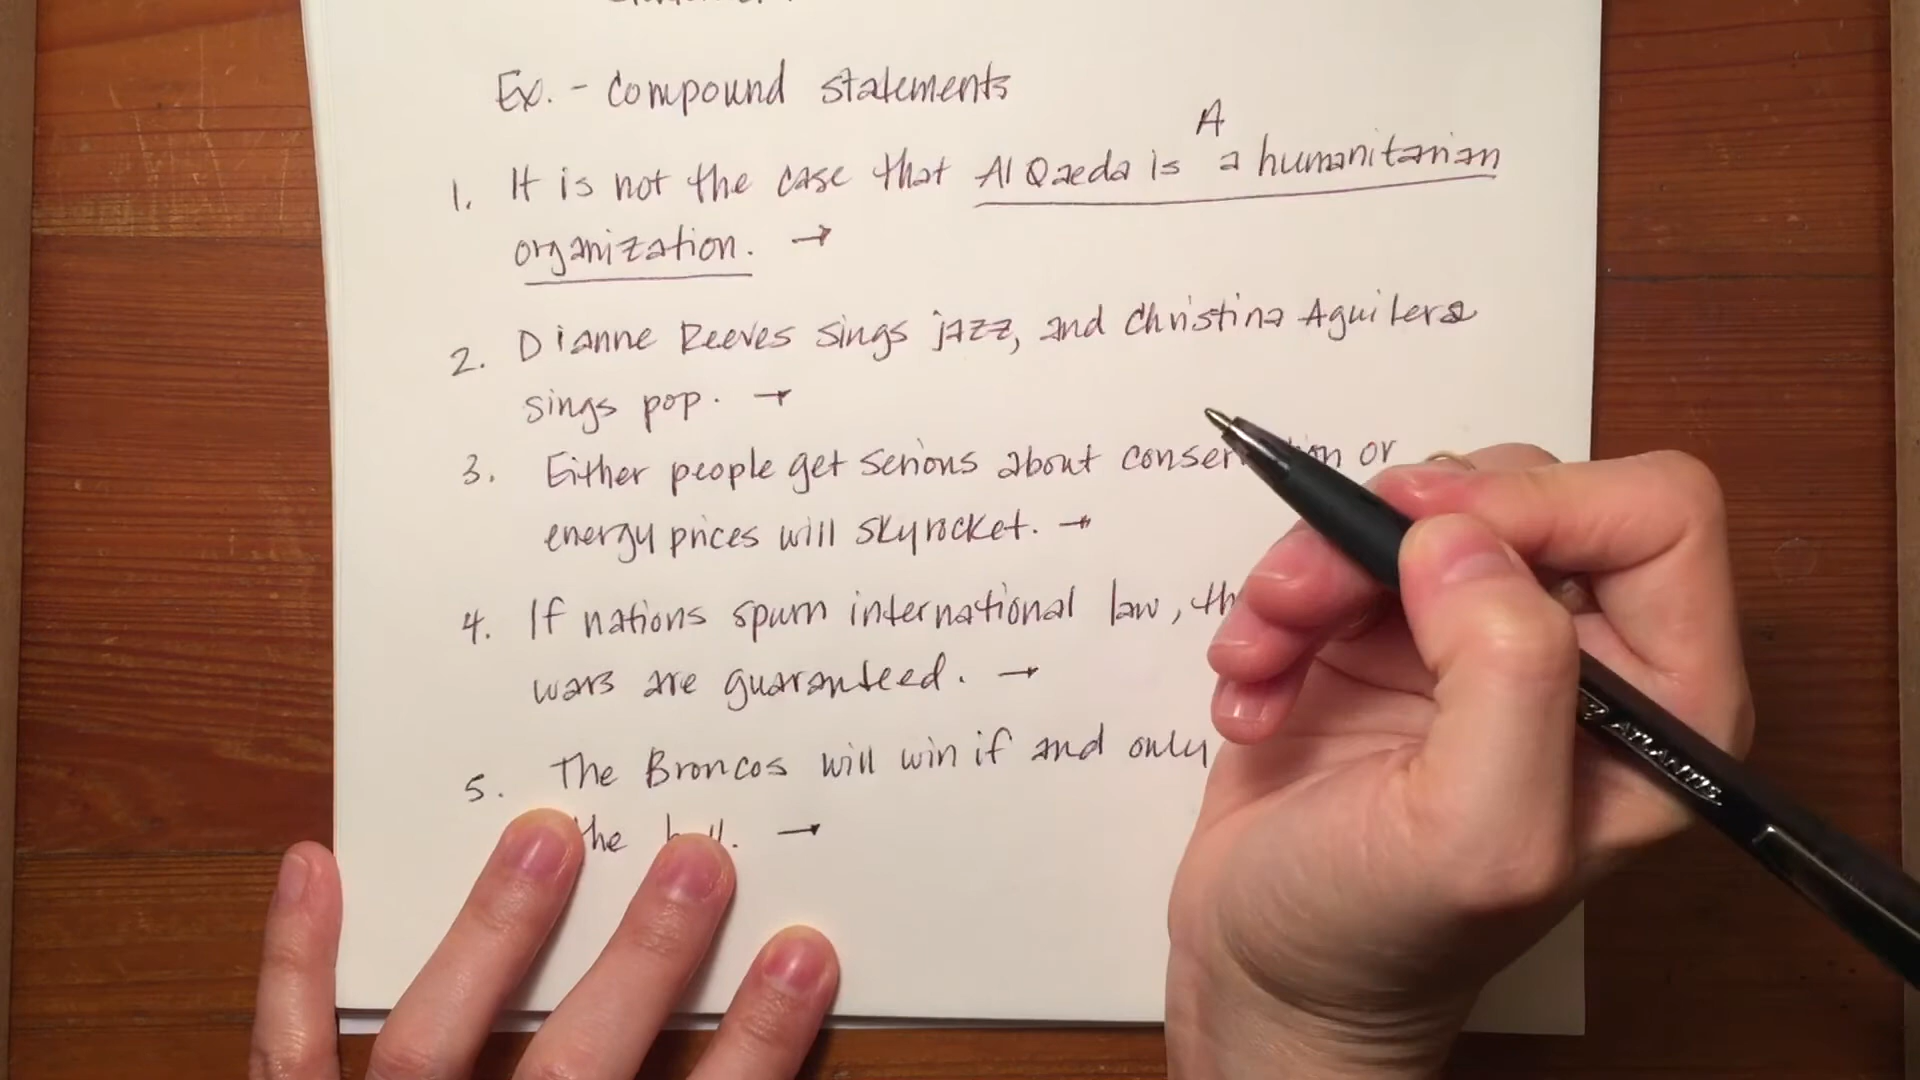 Ex. - Compound statements
A
1. It is not the case that Al Qaeda is a humanitarian
organization. →
2. Dianne Reeves sings jazz, and Christina Aguilera
sings pop. →
3. Either people get serious about or
energy prices will skyrocket. →
4. If nations spurn international law,
wars are guaranteed. →
5. The Broncos will win if and only
the →
ATLANTIS